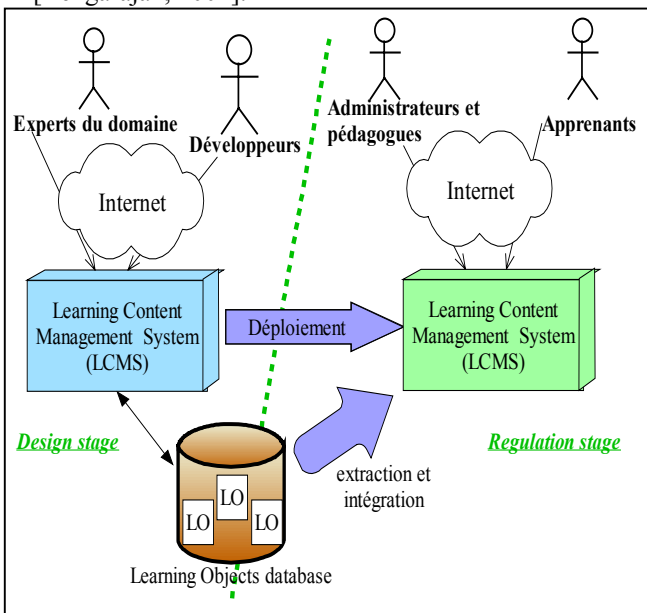 Experts du domaine
Développeurs
Administrateurs et
pédagogues
Apprenants
Internet
Internet
Learning Content
Management System
(LCMS)
Déploiement
Learning Content
Management System
(LCMS)
Design stage
Regulation stage
extraction et
intégration
LO
LO
LO
Learning Objects database